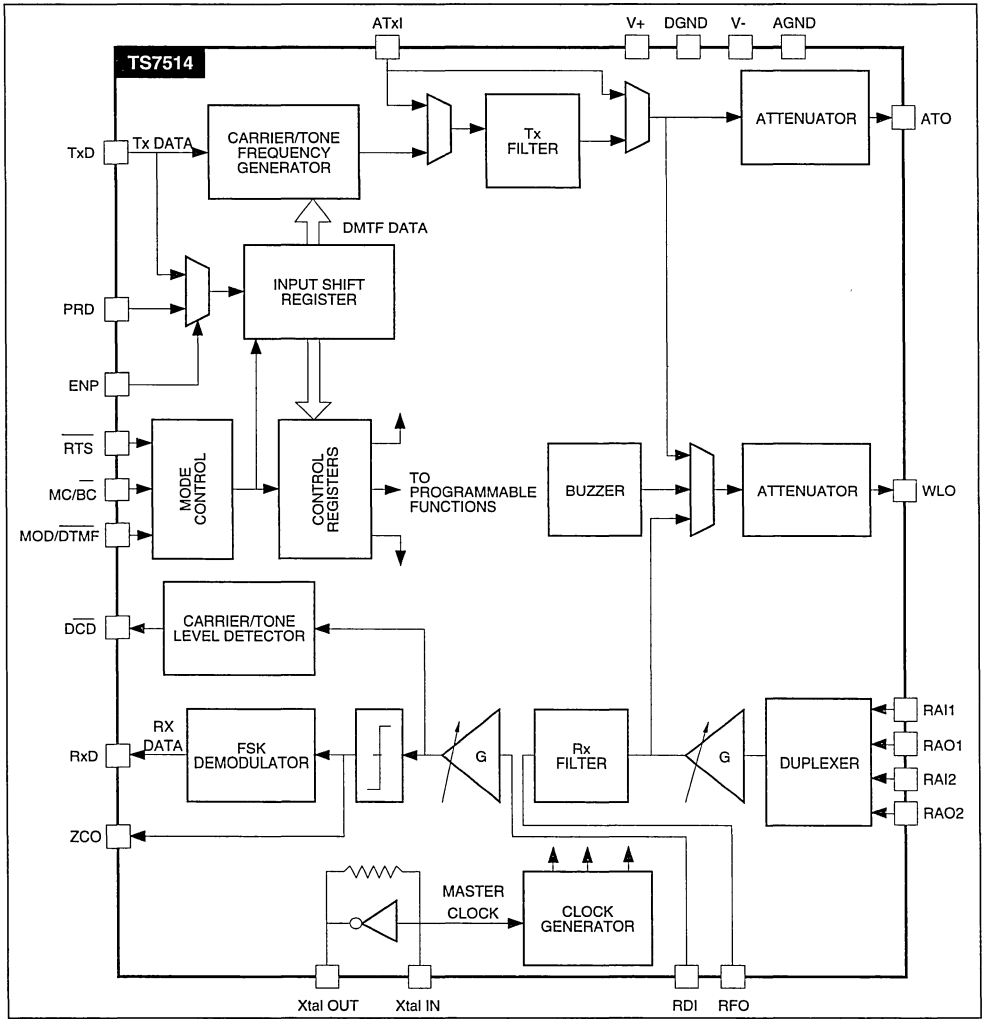 ATxI
V+
DGND
V-
AGND
TS7514
TxD
Tx DATA
CARRIER/TONE
FREQUENCY
GENERATOR
Tx
FILTER
ATTENUATOR
ATO
DMTF DATA
INPUT SHIFT
REGISTER
PRD
ENP
RTS
MC/BC
MOD/DTMF
MODE
CONTROL
CONTROL
REGISTERS
TO
PROGRAMMABLE
FUNCTIONS
BUZZER
ATTENUATOR
WLO
DCD
CARRIER/TONE
LEVEL DETECTOR
RxD
RX
DATA
FSK
DEMODULATOR
G
Rx
FILTER
G
DUPLEXER
RAI1
RAO1
RAI2
RAO2
ZCO
MASTER
CLOCK
CLOCK
GENERATOR
Xtal OUT
Xtal IN
RDI
RFO